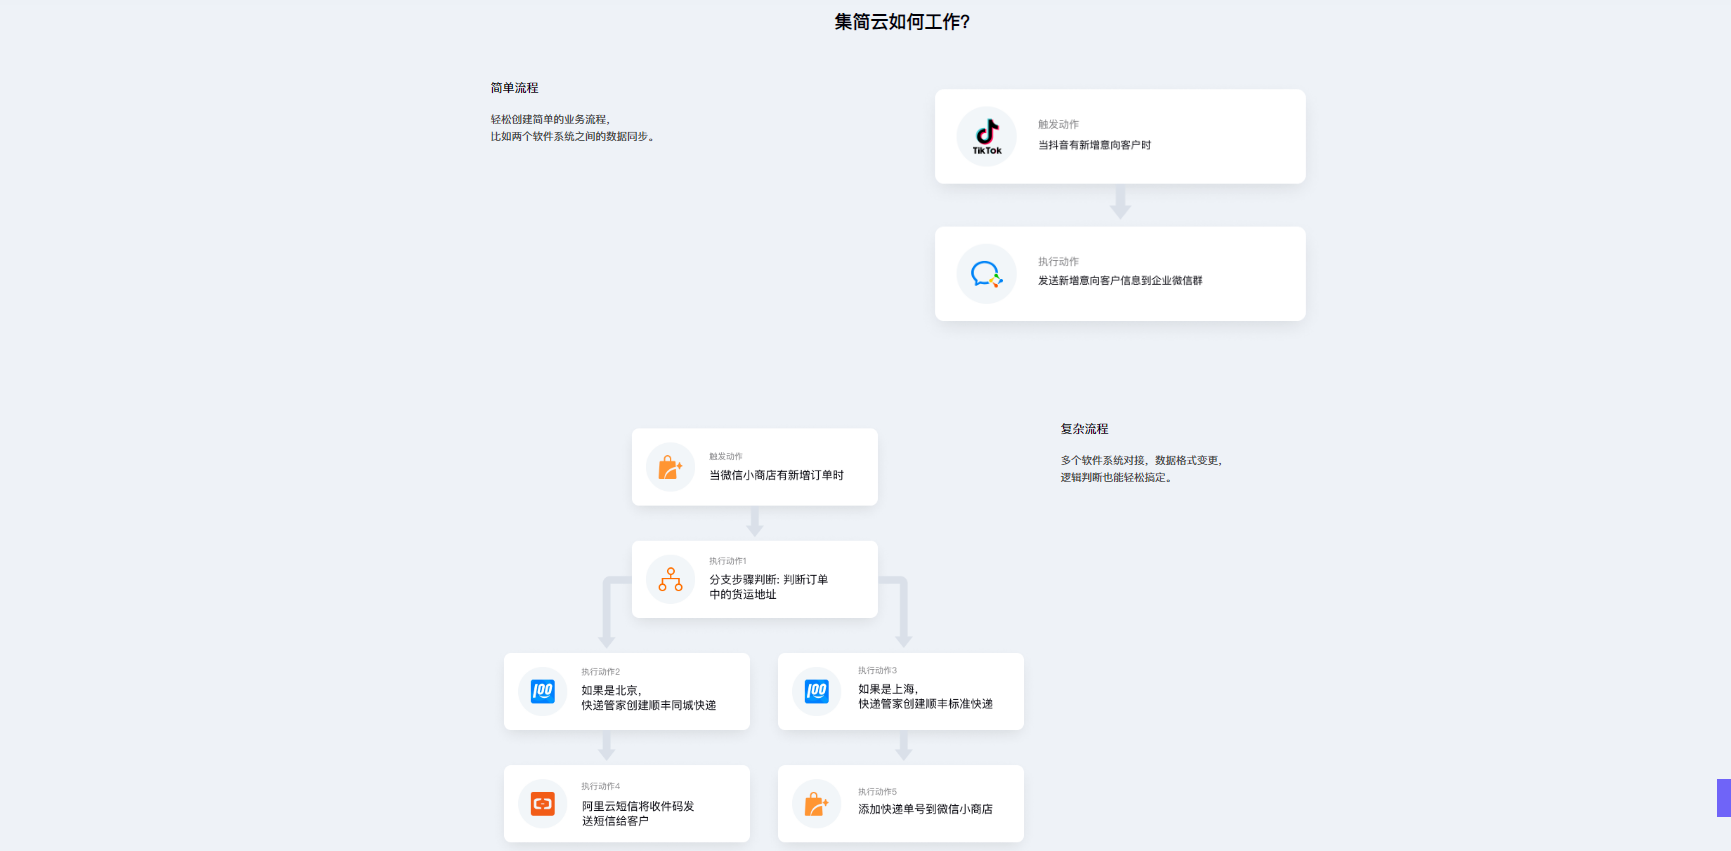 集简云如何工作?
简单流程
轻松创建简单的业务流程,
比如两个软件系统之间的数据同步。
TikTok
触发动作
当抖音有新增意向客户时
执行动作
发送新增意向客户信息到企业微信群
复杂流程
多个软件系统对接，数据格式变更,
逻辑判断也能轻松搞定。
触发动作
当微信小商店有新增订单时
执行动作1
分支步骤判断: 判断订单
中的货运地址
100
执行动作2
如果是北京,
快递管家创建顺丰同城快递
100
执行动作3
如果是上海,
快递管家创建顺丰标准快递
执行动作4
阿里云短信将收件码发
送短信给客户
执行动作5
添加快递单号到微信小商店